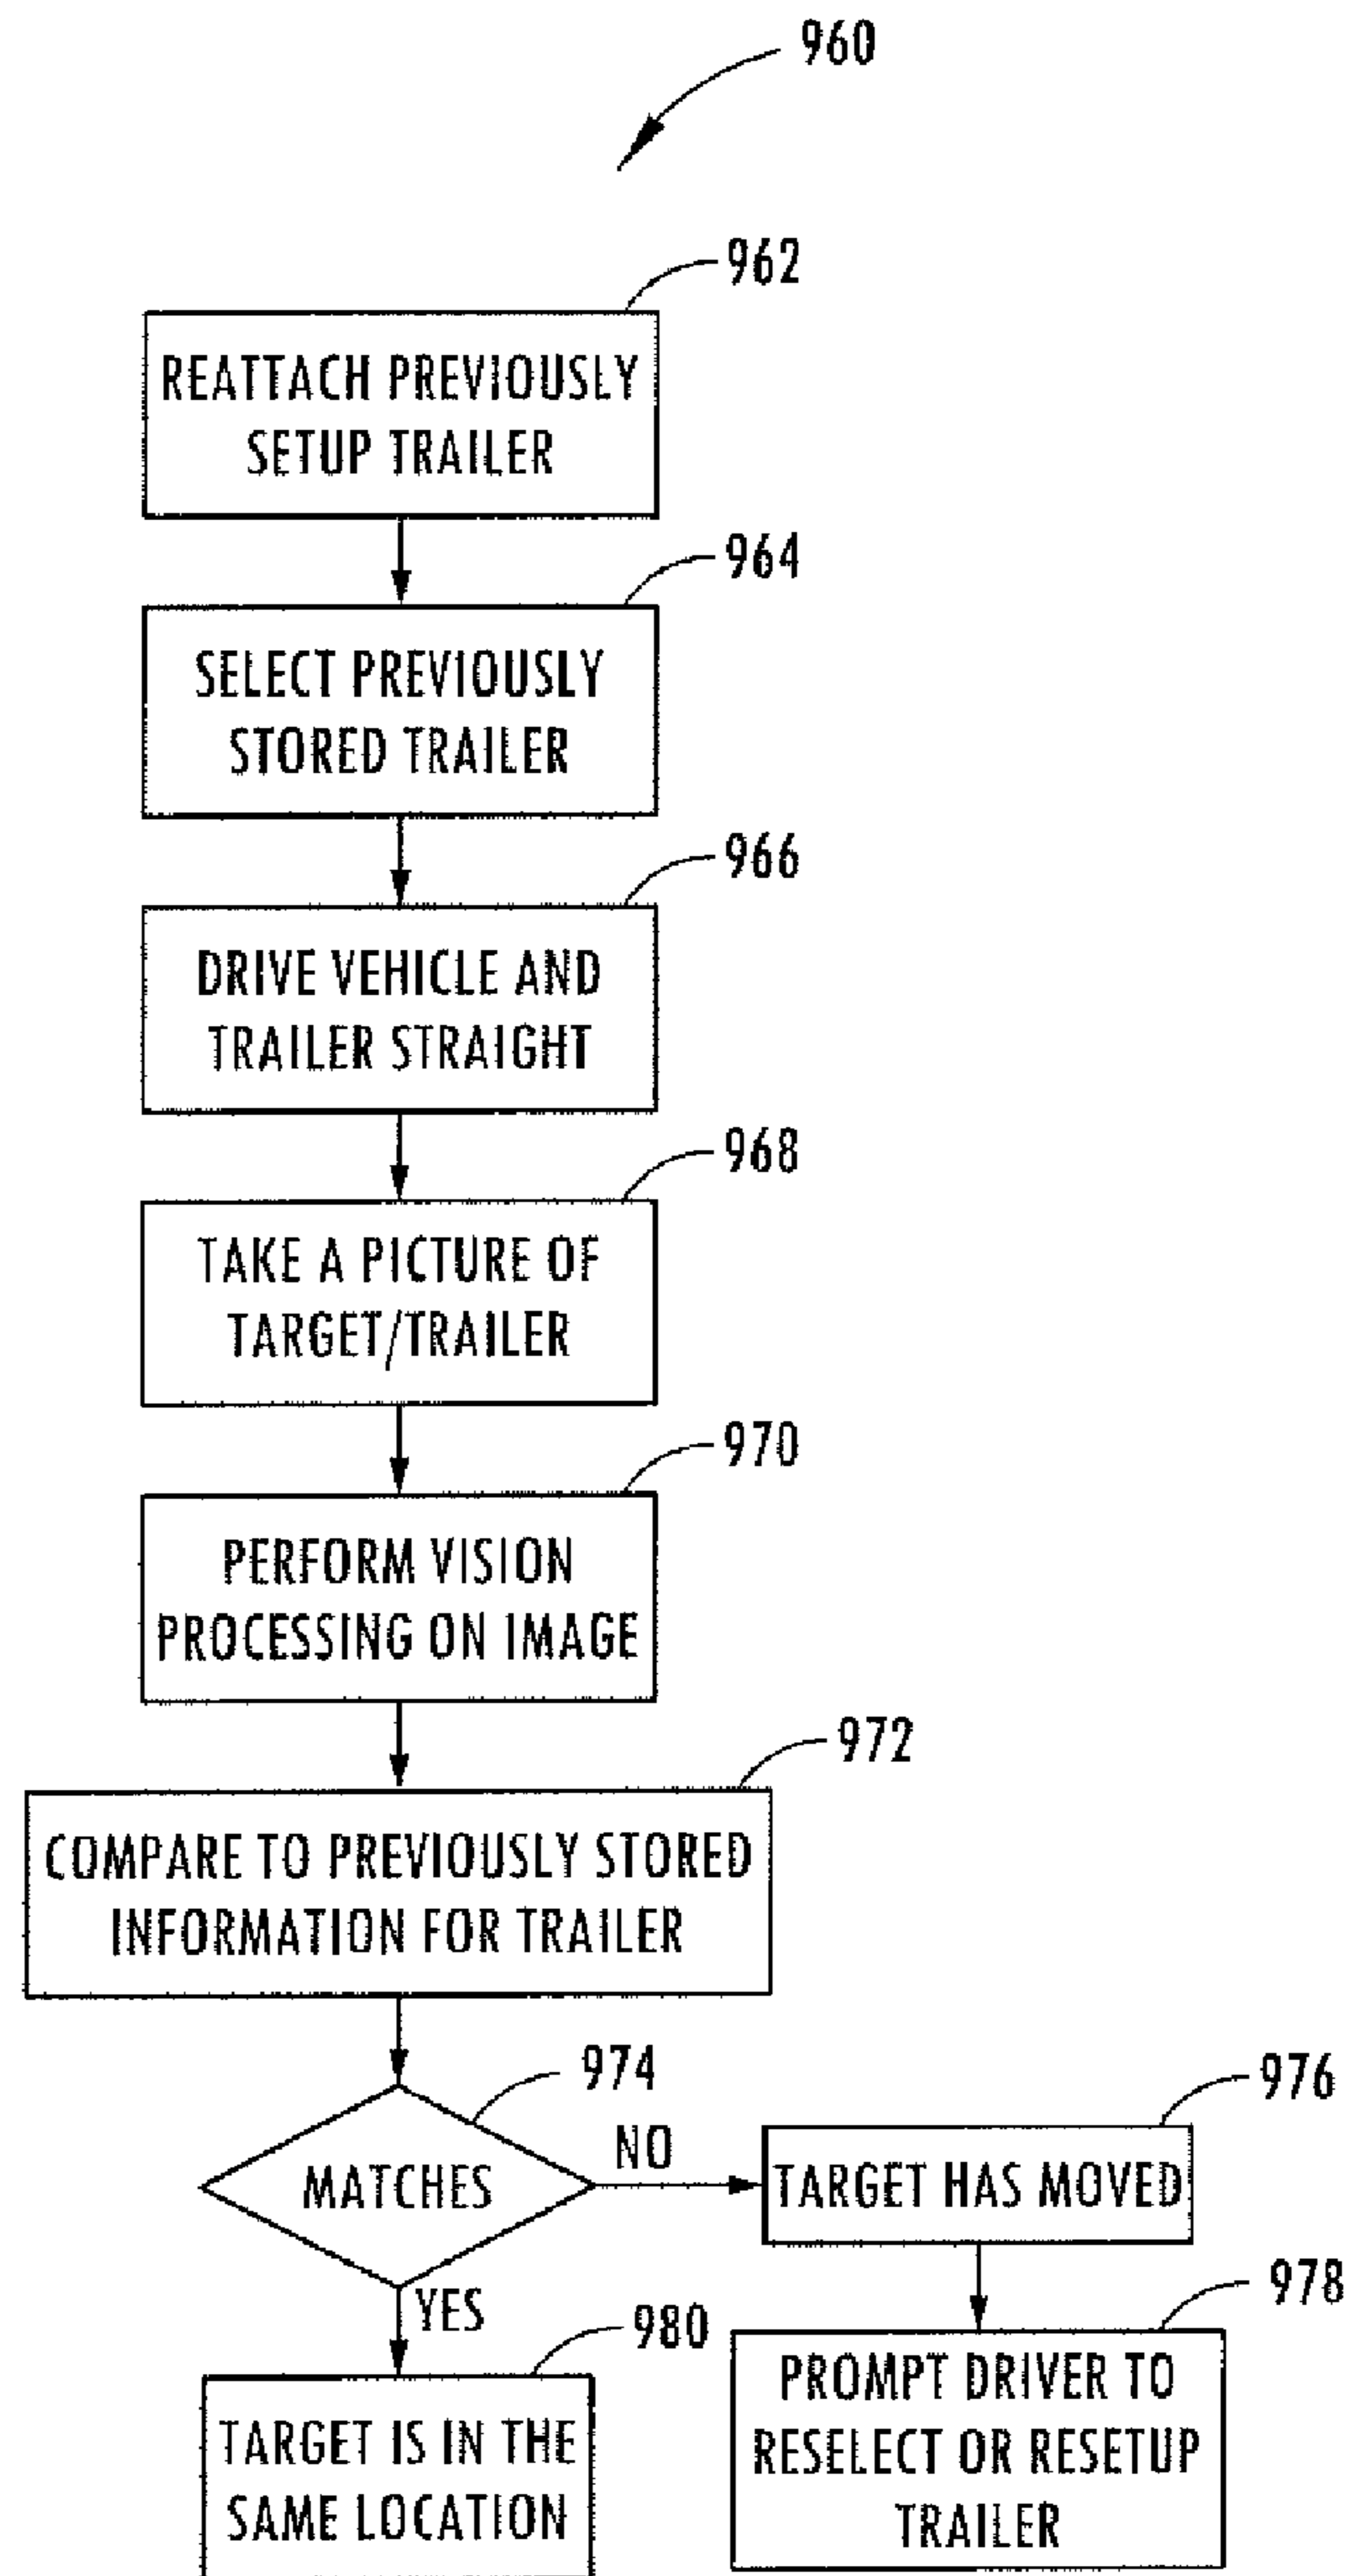 960
962
REATTACH PREVIOUSLY
SETUP TRAILER
964
SELECT PREVIOUSLY
STORED TRAILER
966
DRIVE VEHICLE AND
TRAILER STRAIGHT
968
TAKE A PICTURE OF
TARGET/TRAILER
970
PERFORM VISION
PROCESSING ON IMAGE
972
COMPARE TO PREVIOUSLY STORED
INFORMATION FOR TRAILER
974
MATCHES
NO
976
TARGET HAS MOVED
978
PROMPT DRIVER TO
RESELECT OR RESETUP
TRAILER
YES
980
TARGET IS IN THE
SAME LOCATION